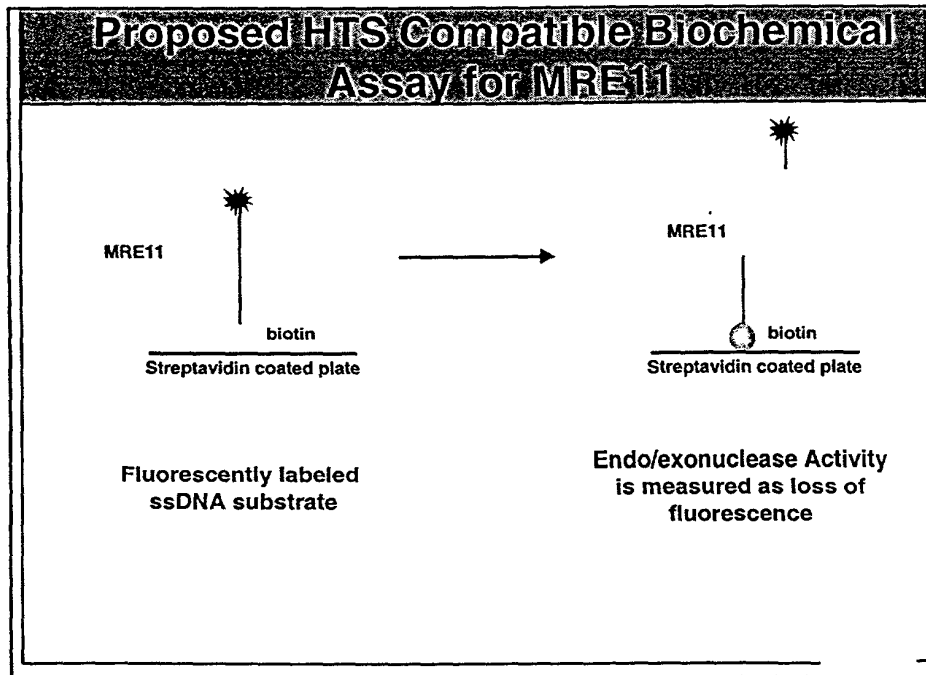 Proposed HTS Compatible Biochemical
Assay for MRE11
MRE11
biotin
Streptavidin coated plate
Fluorescently labeled
ssDNA substrate
MRE11
biotin
Streptavidin coated plate
Endo/exonuclease Activity
is measured as loss of
fluorescence